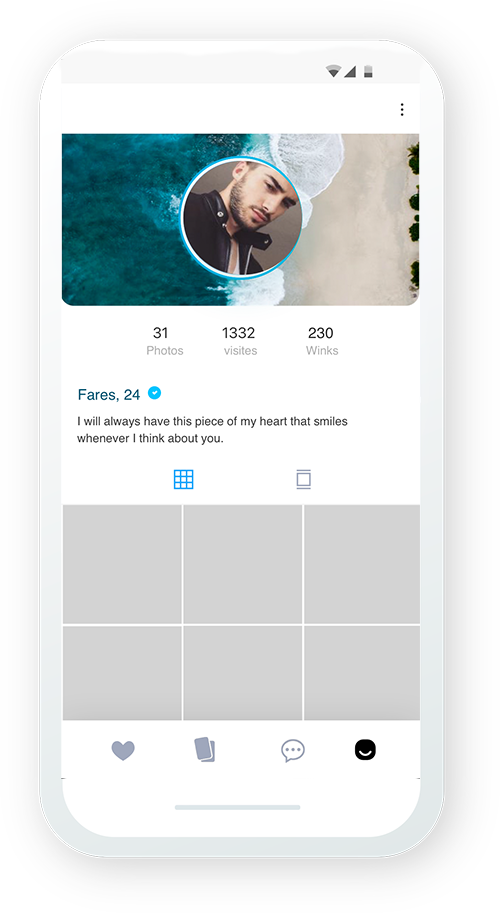 31 1332 230
Photos visites Winks
Fares, 24
I will always have this piece of my heart that smiles
whenever I think about you.